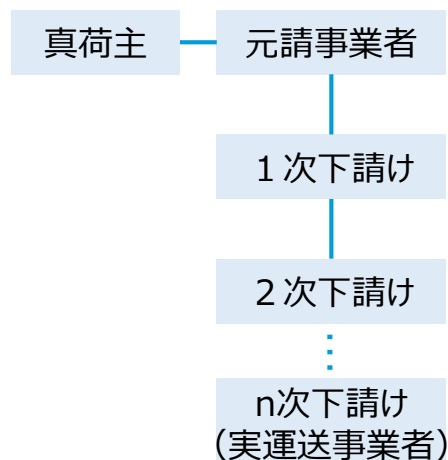 真荷主
元請事業者
１次下請け
２次下請け
n次下請け
（実運送事業者）